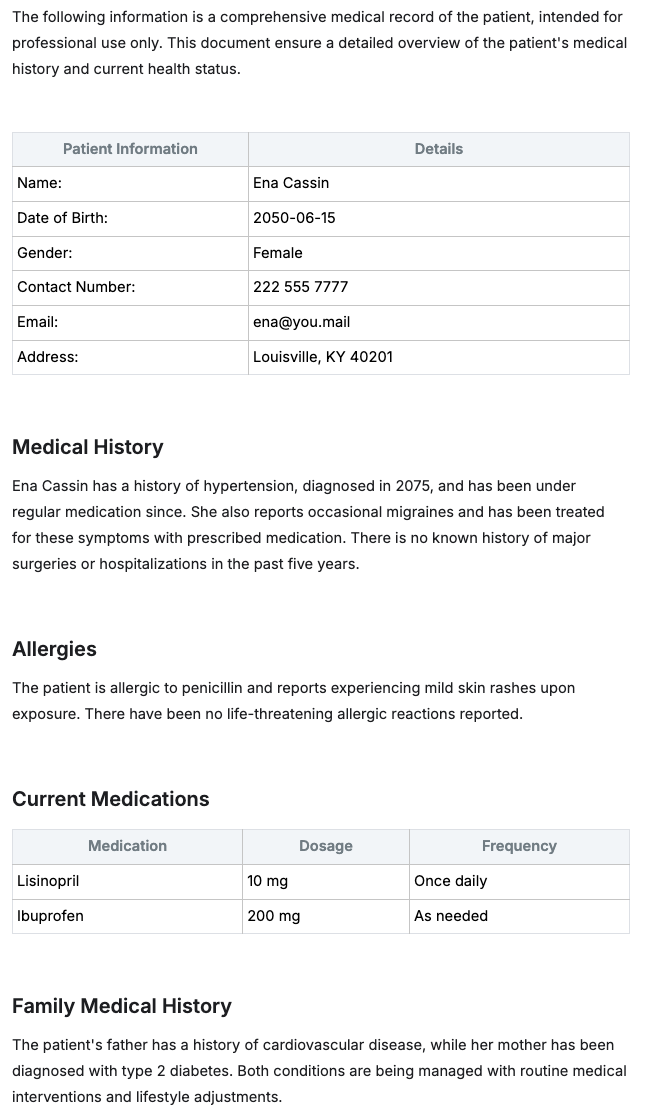 The following information is a comprehensive medical record of the patient, intended for
professional use only. This document ensure a detailed overview of the patient's medical
history and current health status.
Patient Information Details
Name: Ena Cassin
Date of Birth: 2050-06-15
Gender: Female
Contact Number: 222 555 7777
Email: ena@you.mail
Address: Louisville, KY 40201
Medical History
Ena Cassin has a history of hypertension, diagnosed in 2075, and has been under
regular medication since. She also reports occasional migraines and has been treated
for these symptoms with prescribed medication. There is no known history of major
surgeries or hospitalizations in the past five years.
Allergies
The patient is allergic to penicillin and reports experiencing mild skin rashes upon
exposure. There have been no life-threatening allergic reactions reported.
Current Medications
Medication Dosage Frequency
Lisinopril 10 mg Once daily
Ibuprofen 200 mg As needed
Family Medical History
The patient's father has a history of cardiovascular disease, while her mother has been
diagnosed with type 2 diabetes. Both conditions are being managed with routine medical
interventions and lifestyle adjustments.